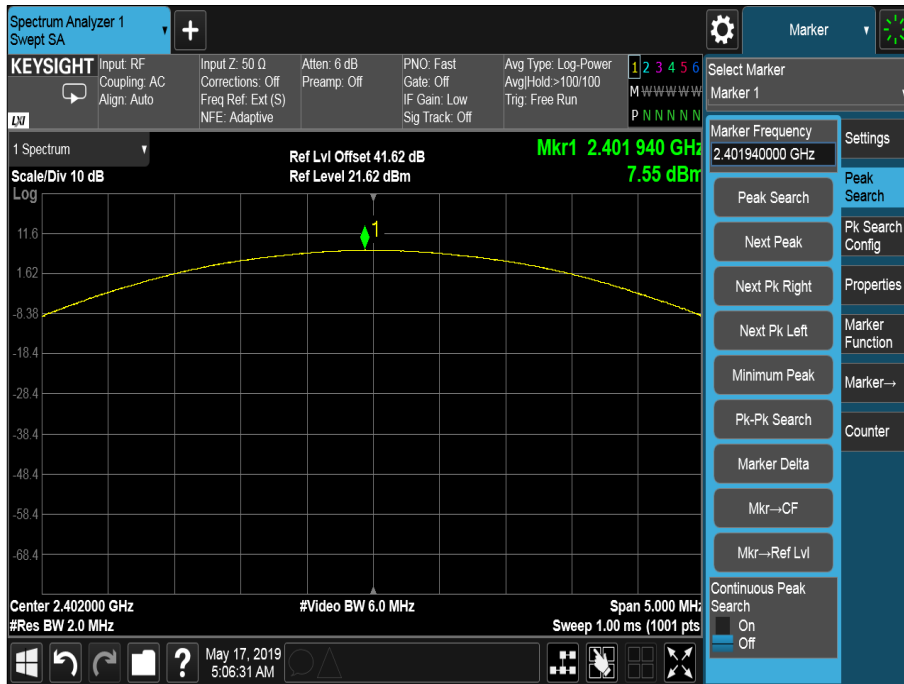 Spectrum Analyzer 1
Swept SA
Marker
KEYSIGHT
Input: RF
Coupling: AC
Align: Auto
Input Z: 50 Ω
Corrections: Off
Freq Ref: Ext (S)
NFE: Adaptive
Atten: 6 dB
Preamp: Off
PNO: Fast
Gate: Off
IF Gain: Low
Sig Track: Off
Avg Type: Log-Power
Avg|Hold:>100/100
Trig: Free Run
1 2 3 4 5 6
M W W W W W W
P N N N N N N
LXI
Select Marker
Marker 1
1 Spectrum
Scale/Div 10 dB
Log
Ref Lvl Offset 41.62 dB
Ref Level 21.62 dBm
Mkr1 2.401 940 GHz
7.55 dBm
1
11.6
1.62
-8.38
-18.4
-28.4
-38.4
-48.4
-58.4
-68.4
Center 2.402000 GHz
#Res BW 2.0 MHz
#Video BW 6.0 MHz
Span 5.000 MHz
Sweep 1.00 ms (1001 pts
Marker Frequency
2.401940000 GHz
Peak Search
Next Peak
Next Pk Right
Next Pk Left
Minimum Peak
Pk-Pk Search
Marker Delta
Mkr→CF
Mkr→Ref Lvl
Continuous Peak
Search
On
Off
Settings
Peak
Search
Pk Search
Config
Properties
Marker
Function
Marker→
Counter
?
May 17, 2019
5:06:31 AM